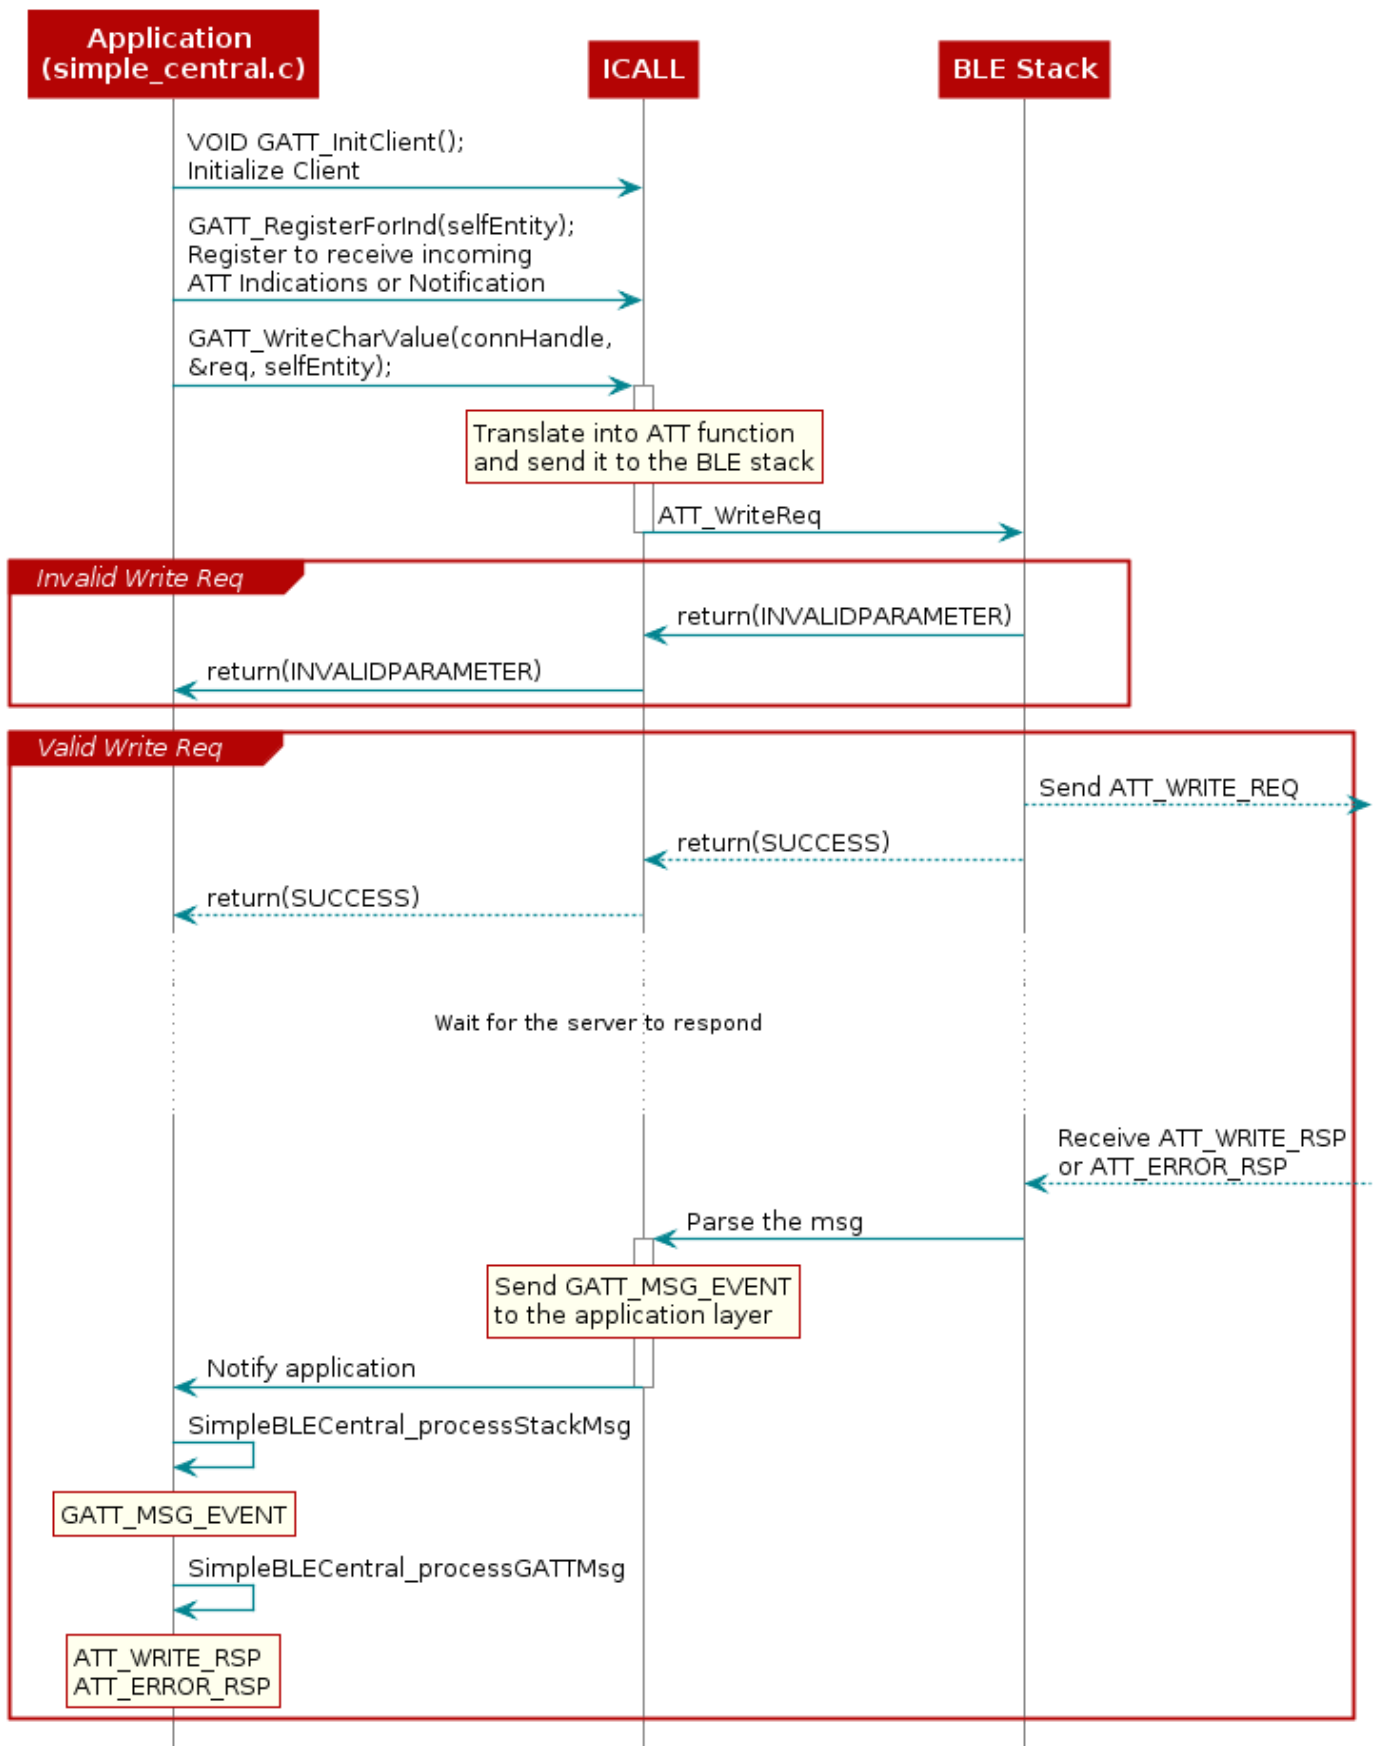 Application
(simple_central.c)
ICALL
BLE Stack
VOID GATT_InitClient();
Initialize Client
GATT_RegisterForInd(selfEntity);
Register to receive incoming
ATT Indications or Notification
GATT_WriteCharValue(connHandle,
&req, selfEntity);
Translate into ATT function
and send it to the BLE stack
ATT_WriteReq
Invalid Write Req
return(INVALIDPARAMETER)
return(INVALIDPARAMETER)
Valid Write Req
Send ATT_WRITE_REQ
return(SUCCESS)
return(SUCCESS)
Wait for the server to respond
Receive ATT_WRITE_RSP
or ATT_ERROR_RSP
Parse the msg
Send GATT_MSG_EVENT
to the application layer
Notify application
SimpleBLECentral_processStackMsg
GATT_MSG_EVENT
SimpleBLECentral_processGATTMsg
ATT_WRITE_RSP
ATT_ERROR_RSP